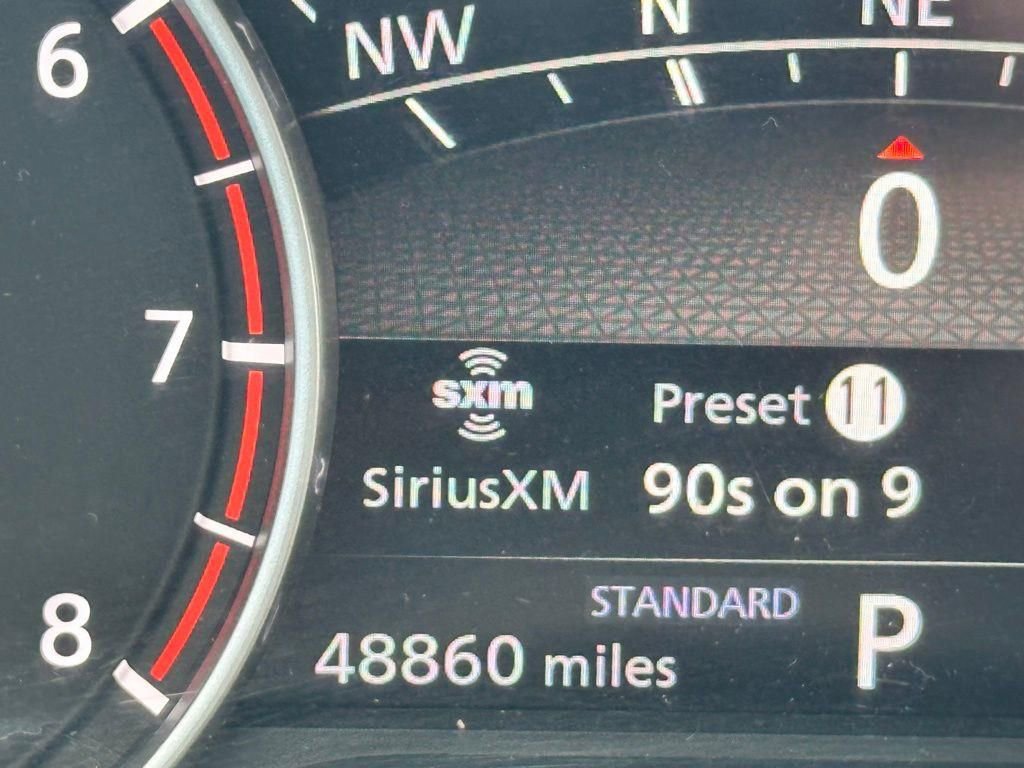 6
NW N NE
0
7
sxm
Preset 11
SiriusXM
90s on 9
STANDARD
8
48860 miles
P